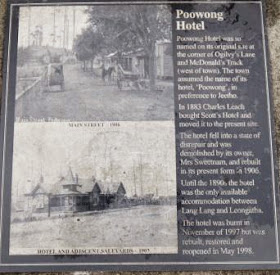 Poowong
Hotel
Poowong Hotel was so
named on its original site at
the corner of Ogilvy's Lane
and McDonald's Track
(west of town). The town
assumed the name of its
hotel, 'Poowong', in
preference to Jeetho.
In 1883 Charles Leach
bought Scott's Hotel and
moved it to the present site.
The hotel fell into a state of
disrepair and was
demolished by its owner,
Mrs Sweetnam, and rebuilt
in its present form in 1906.
Until the 1890s the hotel
was the only available
accommodation between
Lang Lang and Leongatha.
The hotel was burnt in
November of 1997 but was
rebuilt, restored and
reopened in May 1998.
MAIN STREET
HOTEL AND ADJACENT SALEYARDS